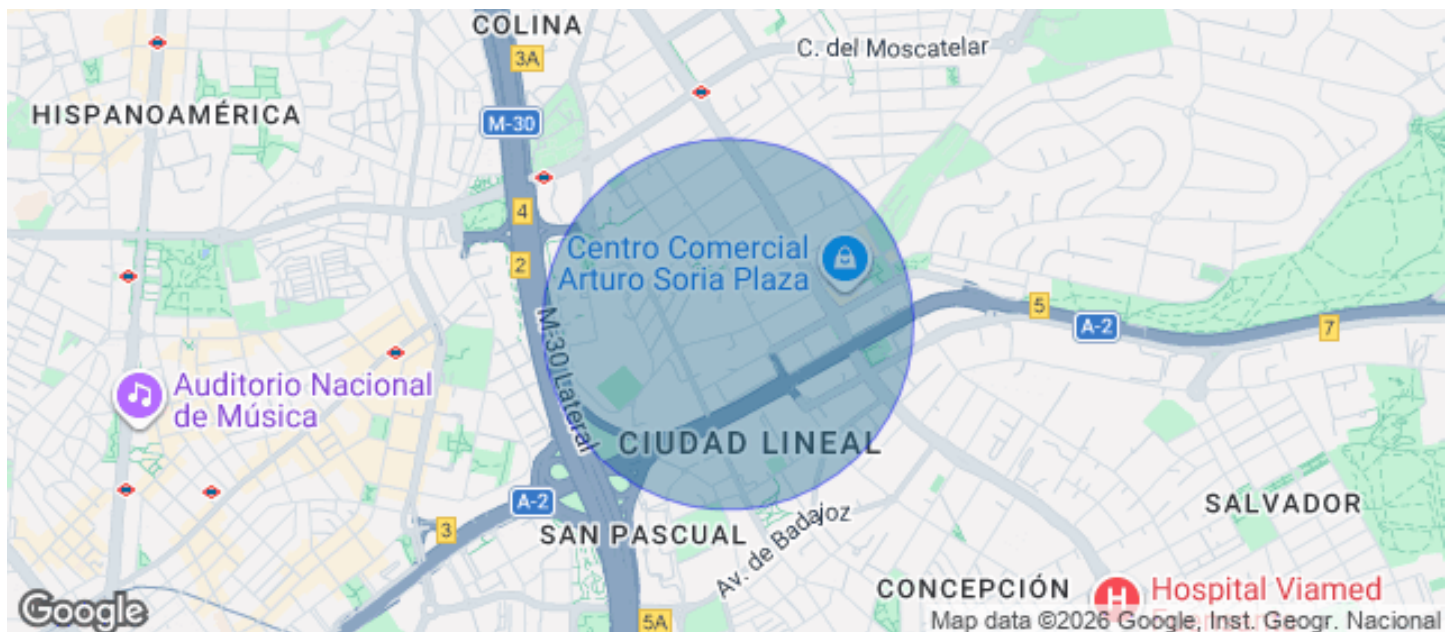 COLINA
C. del Moscatelar
3A
HISPANOAMÉRICA
M-30
4
2
Centro Comercial
Arturo Soria Plaza
5
A-2
7
M-30 Lateral
Auditorio Nacional
de Música
CIUDAD LINEAL
A-2
3
SAN PASCUAL
Av. de Badajoz
SALVADOR
CONCEPCIÓN
H
Hospital Viamed
5A
Google
Map data ©2026 Google, Inst. Geogr. Nacional